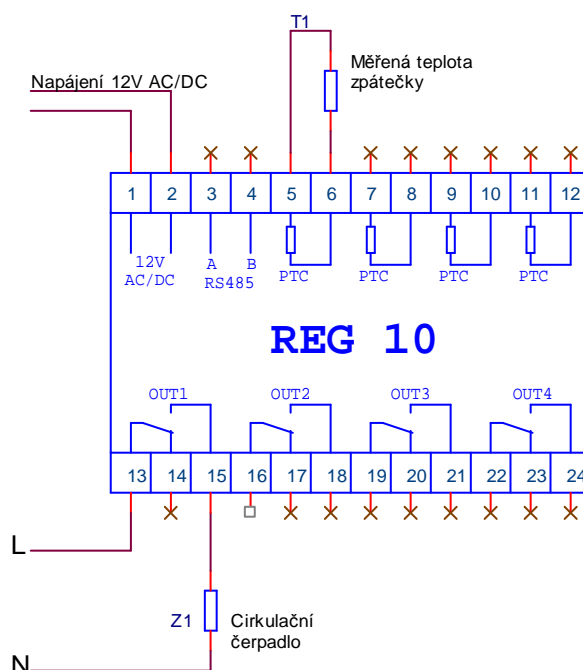 T1
Měřená teplota
zpátečky
Napájení 12V AC/DC
1 2 3 4 5 6 7 8 9 10 11 12
12V
AC/DC
A B
RS485
PTC PTC PTC PTC
REG 10
OUT1 OUT2 OUT3 OUT4
13 14 15 16 17 18 19 20 21 22 23 24
L
Z1
Cirkulační
čerpadlo
N